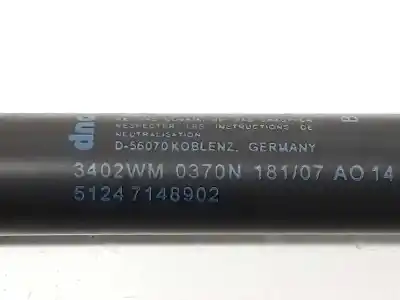 RESPECTER LES INSTRUCTIONS DE
NEUTRALISATION
D-56070 KOBLENZ, GERMANY
3402WM 0370N 181/07 AO 14
51247148902